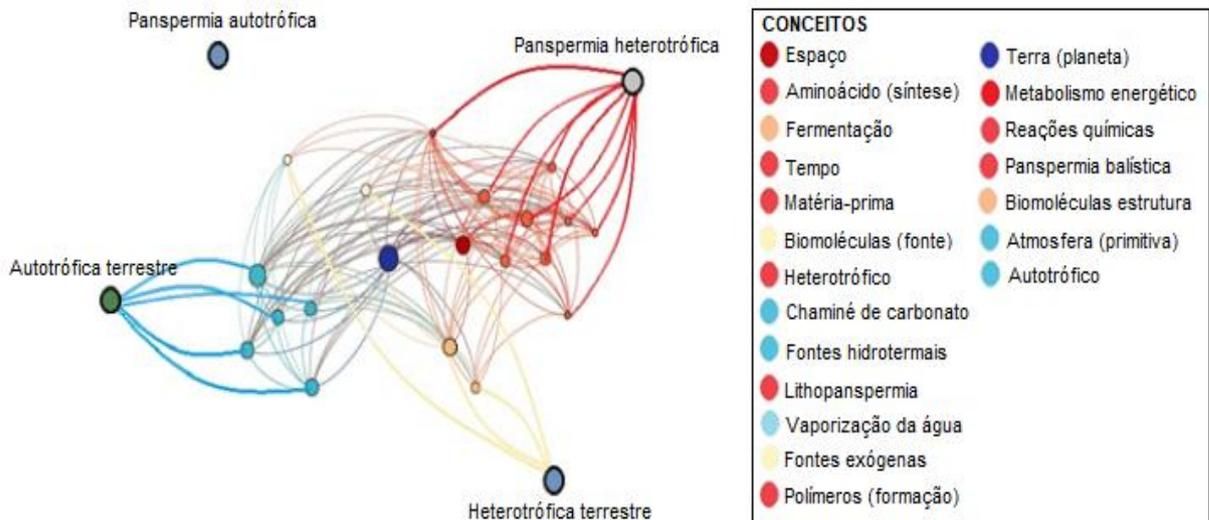 Panspermia autotrófica
Panspermia heterotrófica
Autotrófica terrestre
Heterotrófica terrestre
CONCEITOS
Espaço
Aminoácido (síntese)
Fermentação
Tempo
Matéria-prima
Biomoléculas (fonte)
Heterotrófico
Chaminé de carbonato
Fontes hidrotermais
Lithopanspermia
Vaporização da água
Fontes exógenas
Polímeros (formação)
Terra (planeta)
Metabolismo energético
Reações químicas
Panspermia balística
Biomoléculas estrutura
Atmosfera (primitiva)
Autotrófico